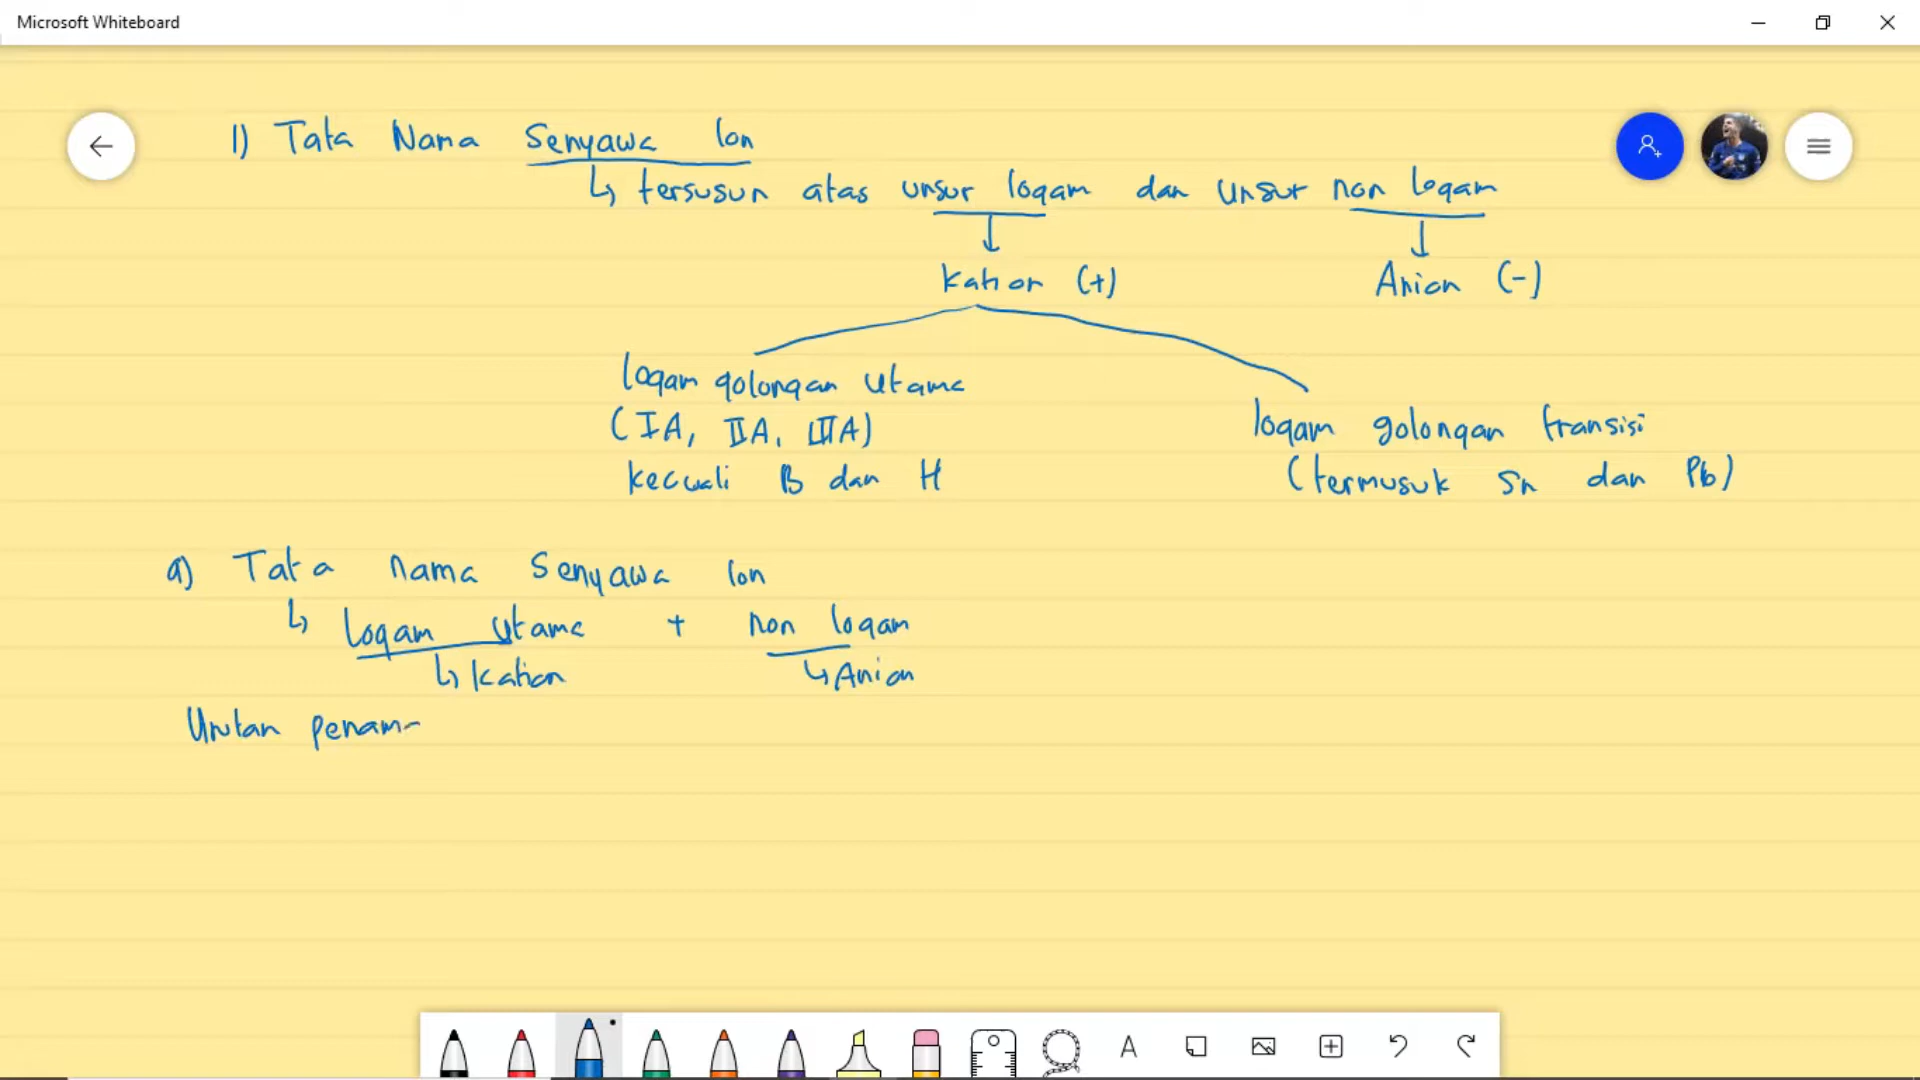 Microsoft Whiteboard
1) Tata Nama Senyawa Ion
↳ tersusun atas unsur logam dan unsur non logam
Kation (+) Anion (-)
logam golongan utama
(IA, IIA, IIIA)
kecuali B dan H
logam golongan transisi
(termasuk Sn dan Pb)
a) Tata nama Senyawa Ion
↳ Logam Utama + non logam
↳ Kation ↳ Anion
Urutan penam
A